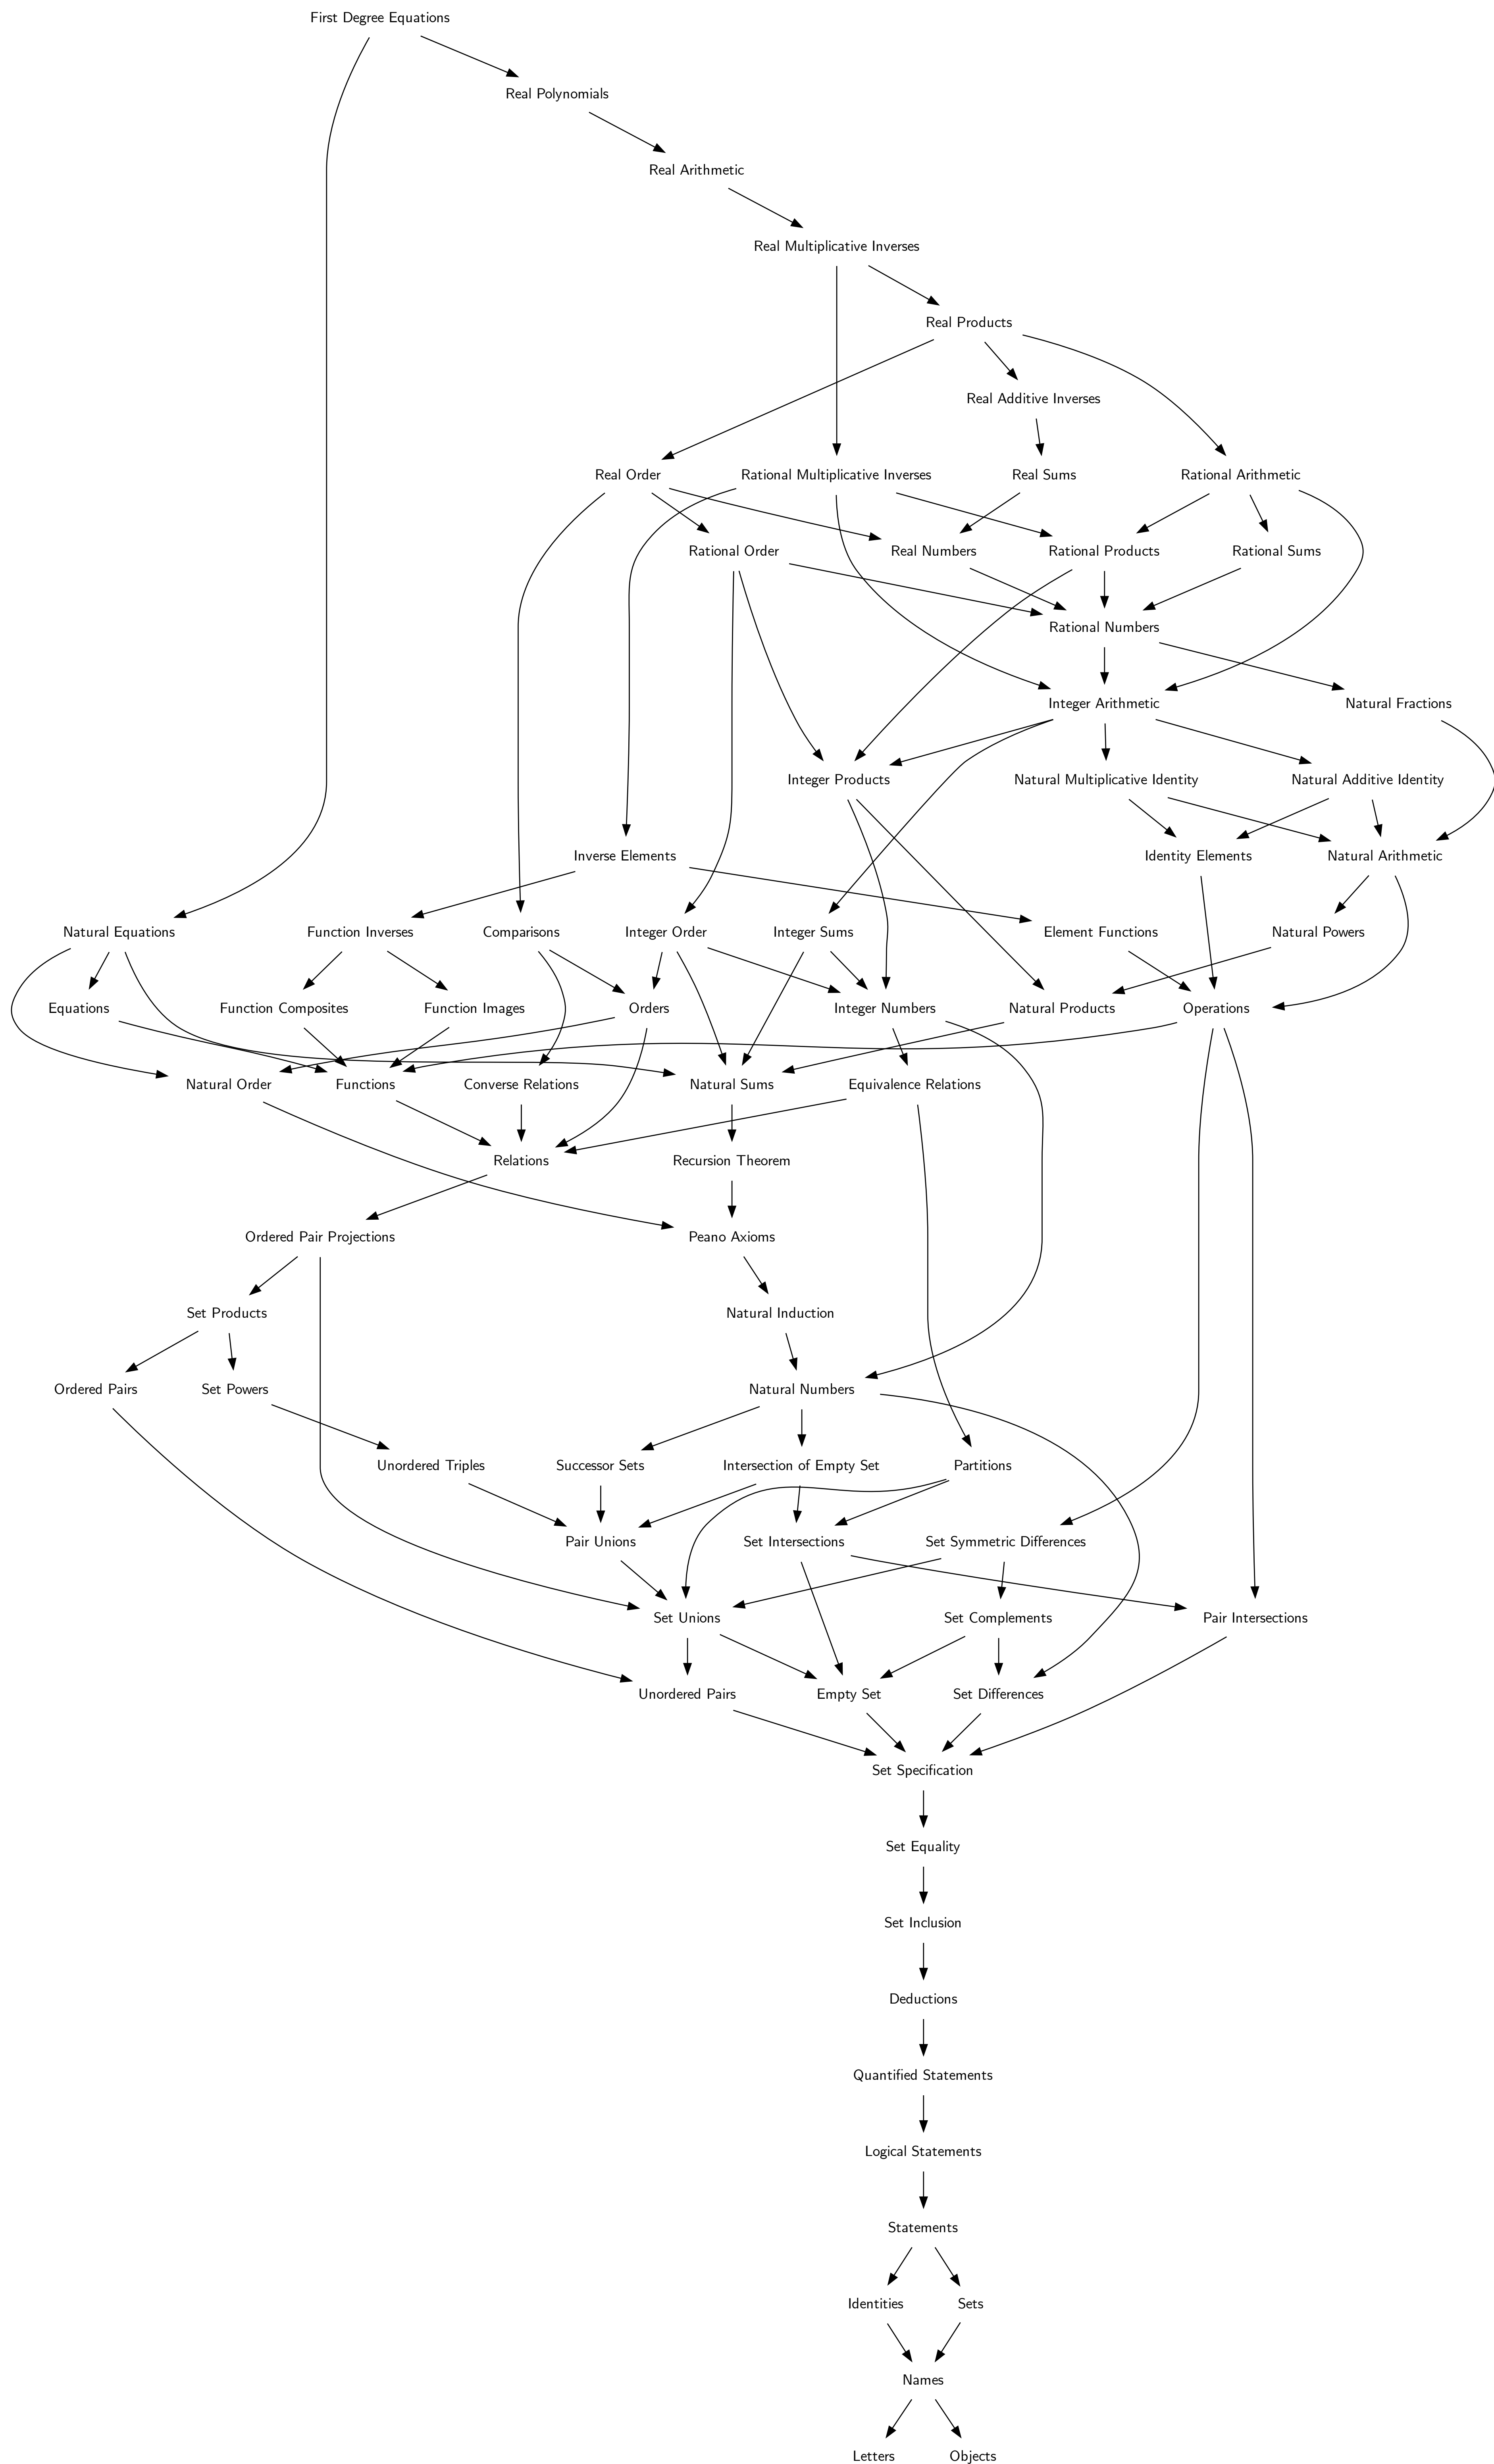 First Degree Equations
Real Polynomials
Real Arithmetic
Real Multiplicative Inverses
Real Products
Real Additive Inverses
Real Order
Rational Multiplicative Inverses
Real Sums
Rational Arithmetic
Rational Order
Real Numbers
Rational Products
Rational Sums
Rational Numbers
Integer Arithmetic
Natural Fractions
Integer Products
Natural Multiplicative Identity
Natural Additive Identity
Inverse Elements
Identity Elements
Natural Arithmetic
Natural Equations
Function Inverses
Comparisons
Integer Order
Integer Sums
Element Functions
Natural Powers
Equations
Function Composites
Function Images
Orders
Integer Numbers
Natural Products
Operations
Natural Order
Functions
Converse Relations
Natural Sums
Equivalence Relations
Relations
Recursion Theorem
Ordered Pair Projections
Peano Axioms
Set Products
Natural Induction
Ordered Pairs
Set Powers
Natural Numbers
Unordered Triples
Successor Sets
Intersection of Empty Set
Partitions
Pair Unions
Set Intersections
Set Symmetric Differences
Set Unions
Set Complements
Pair Intersections
Unordered Pairs
Empty Set
Set Differences
Set Specification
Set Equality
Set Inclusion
Deductions
Quantified Statements
Logical Statements
Statements
Identities
Sets
Names
Letters
Objects